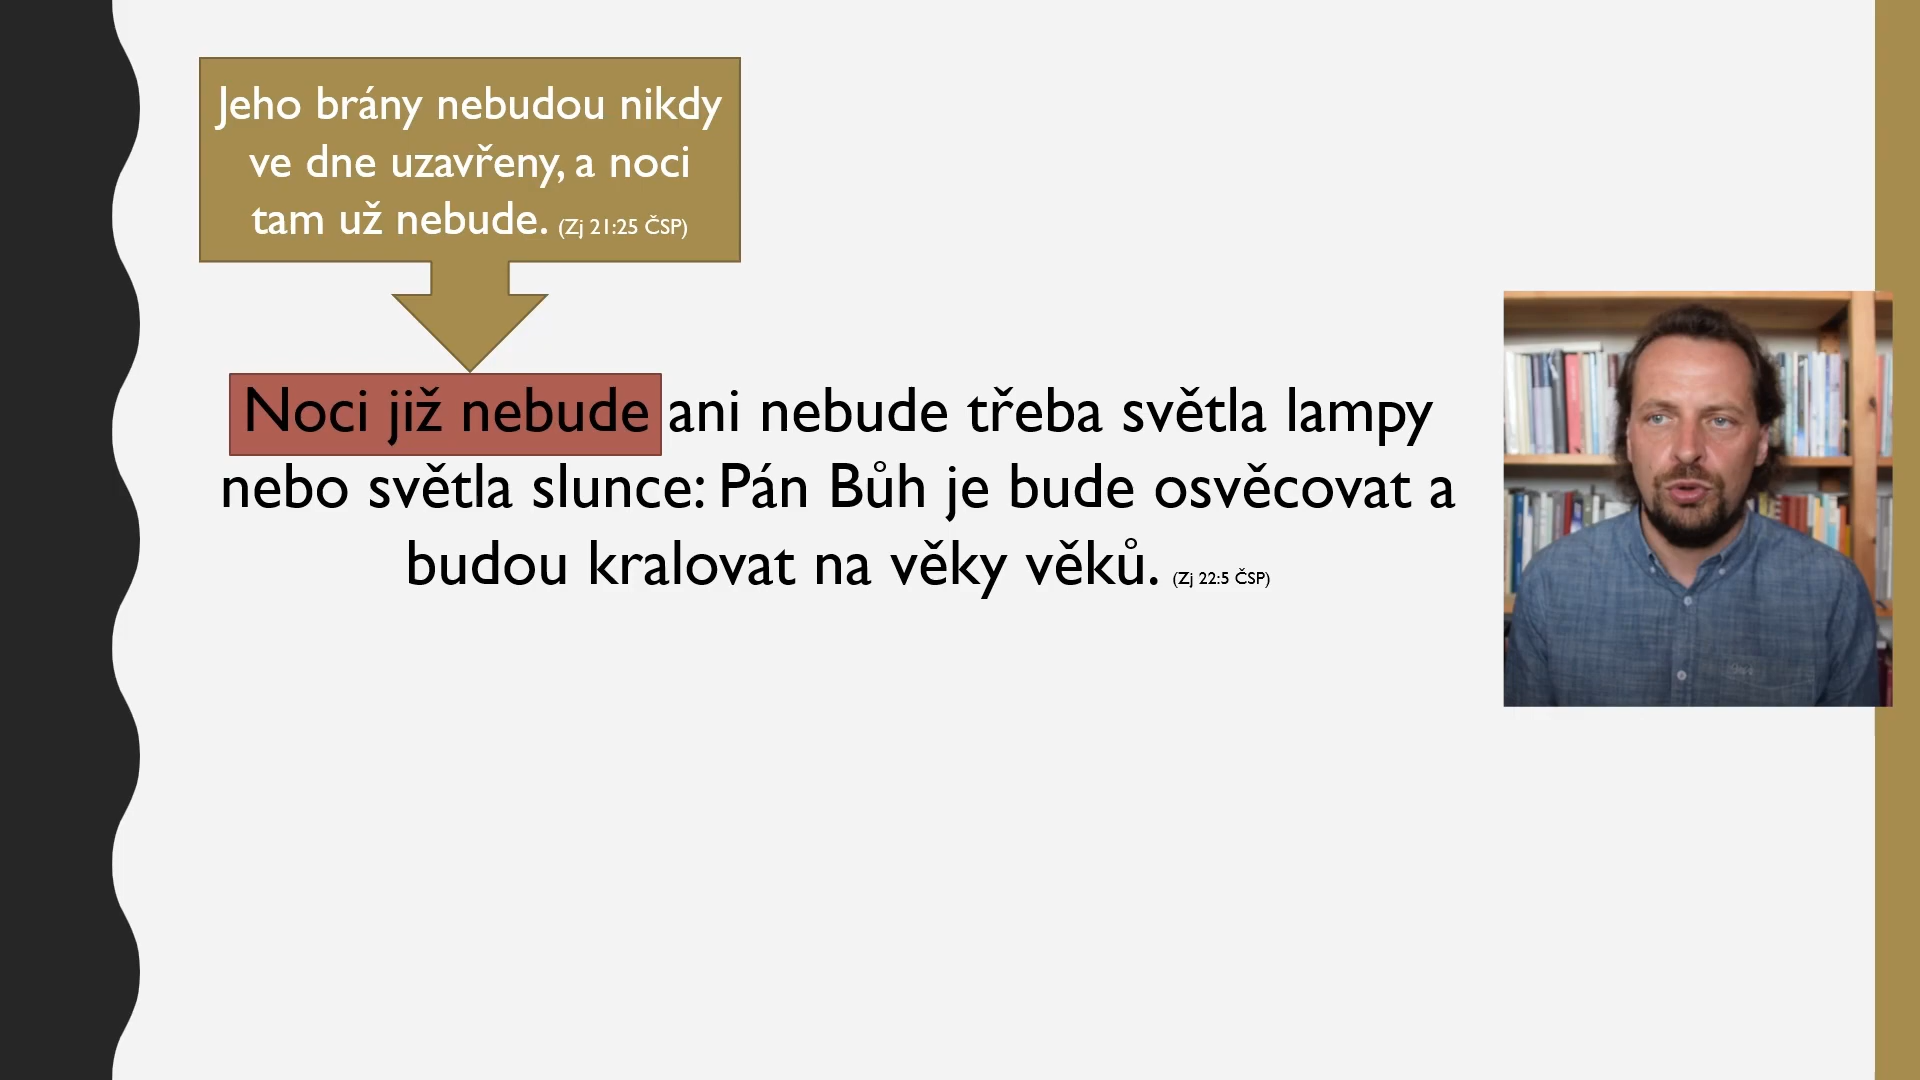 Jeho brány nebudou nikdy
ve dne uzavřeny, a noci
tam už nebude. (Zj 21:25 ČSP)
Noci již nebude ani nebude třeba světla lampy
nebo světla slunce: Pán Bůh je bude osvěcovat a
budou kralovat na věky věků. (Zj 22:5 ČSP)